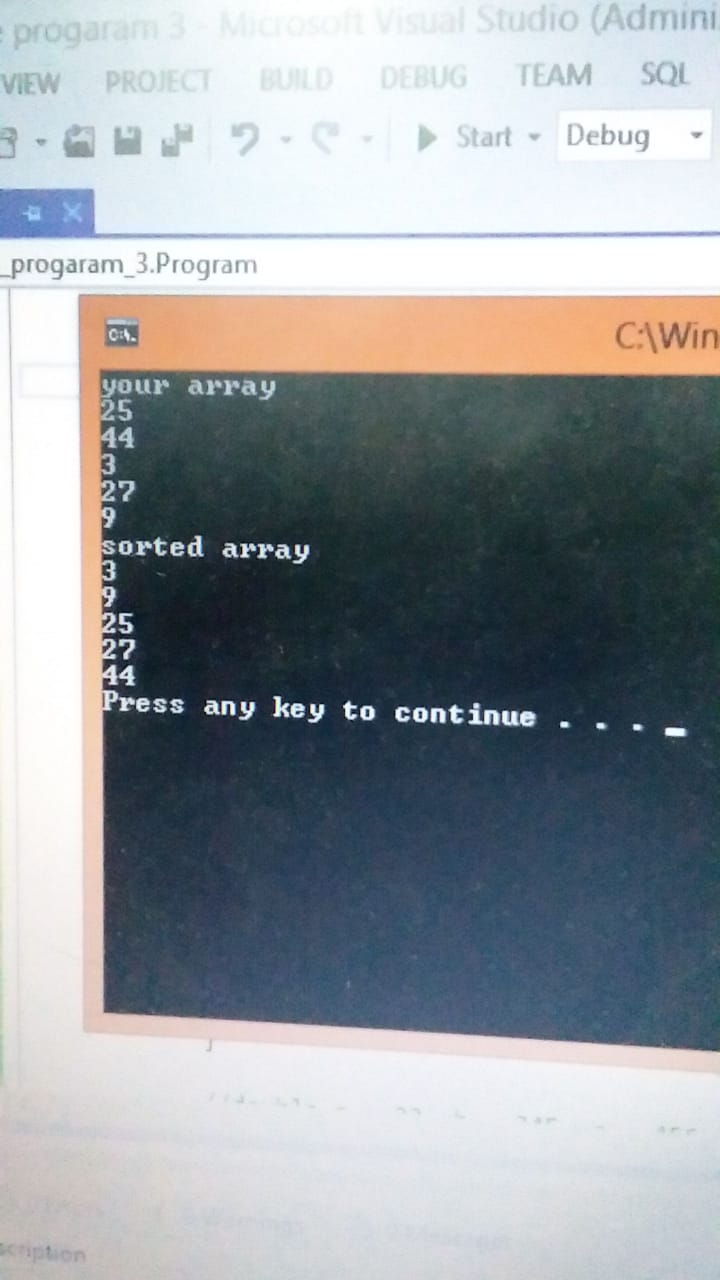 progaram 3 - Microsoft Visual Studio (Admini
VIEW PROJECT BUILD DEBUG TEAM SQL
Start Debug
_progaram_3.Program
C:\Win
your array
25
44
3
27
9
sorted array
3
9
25
27
44
Press any key to continue . . . _
scription